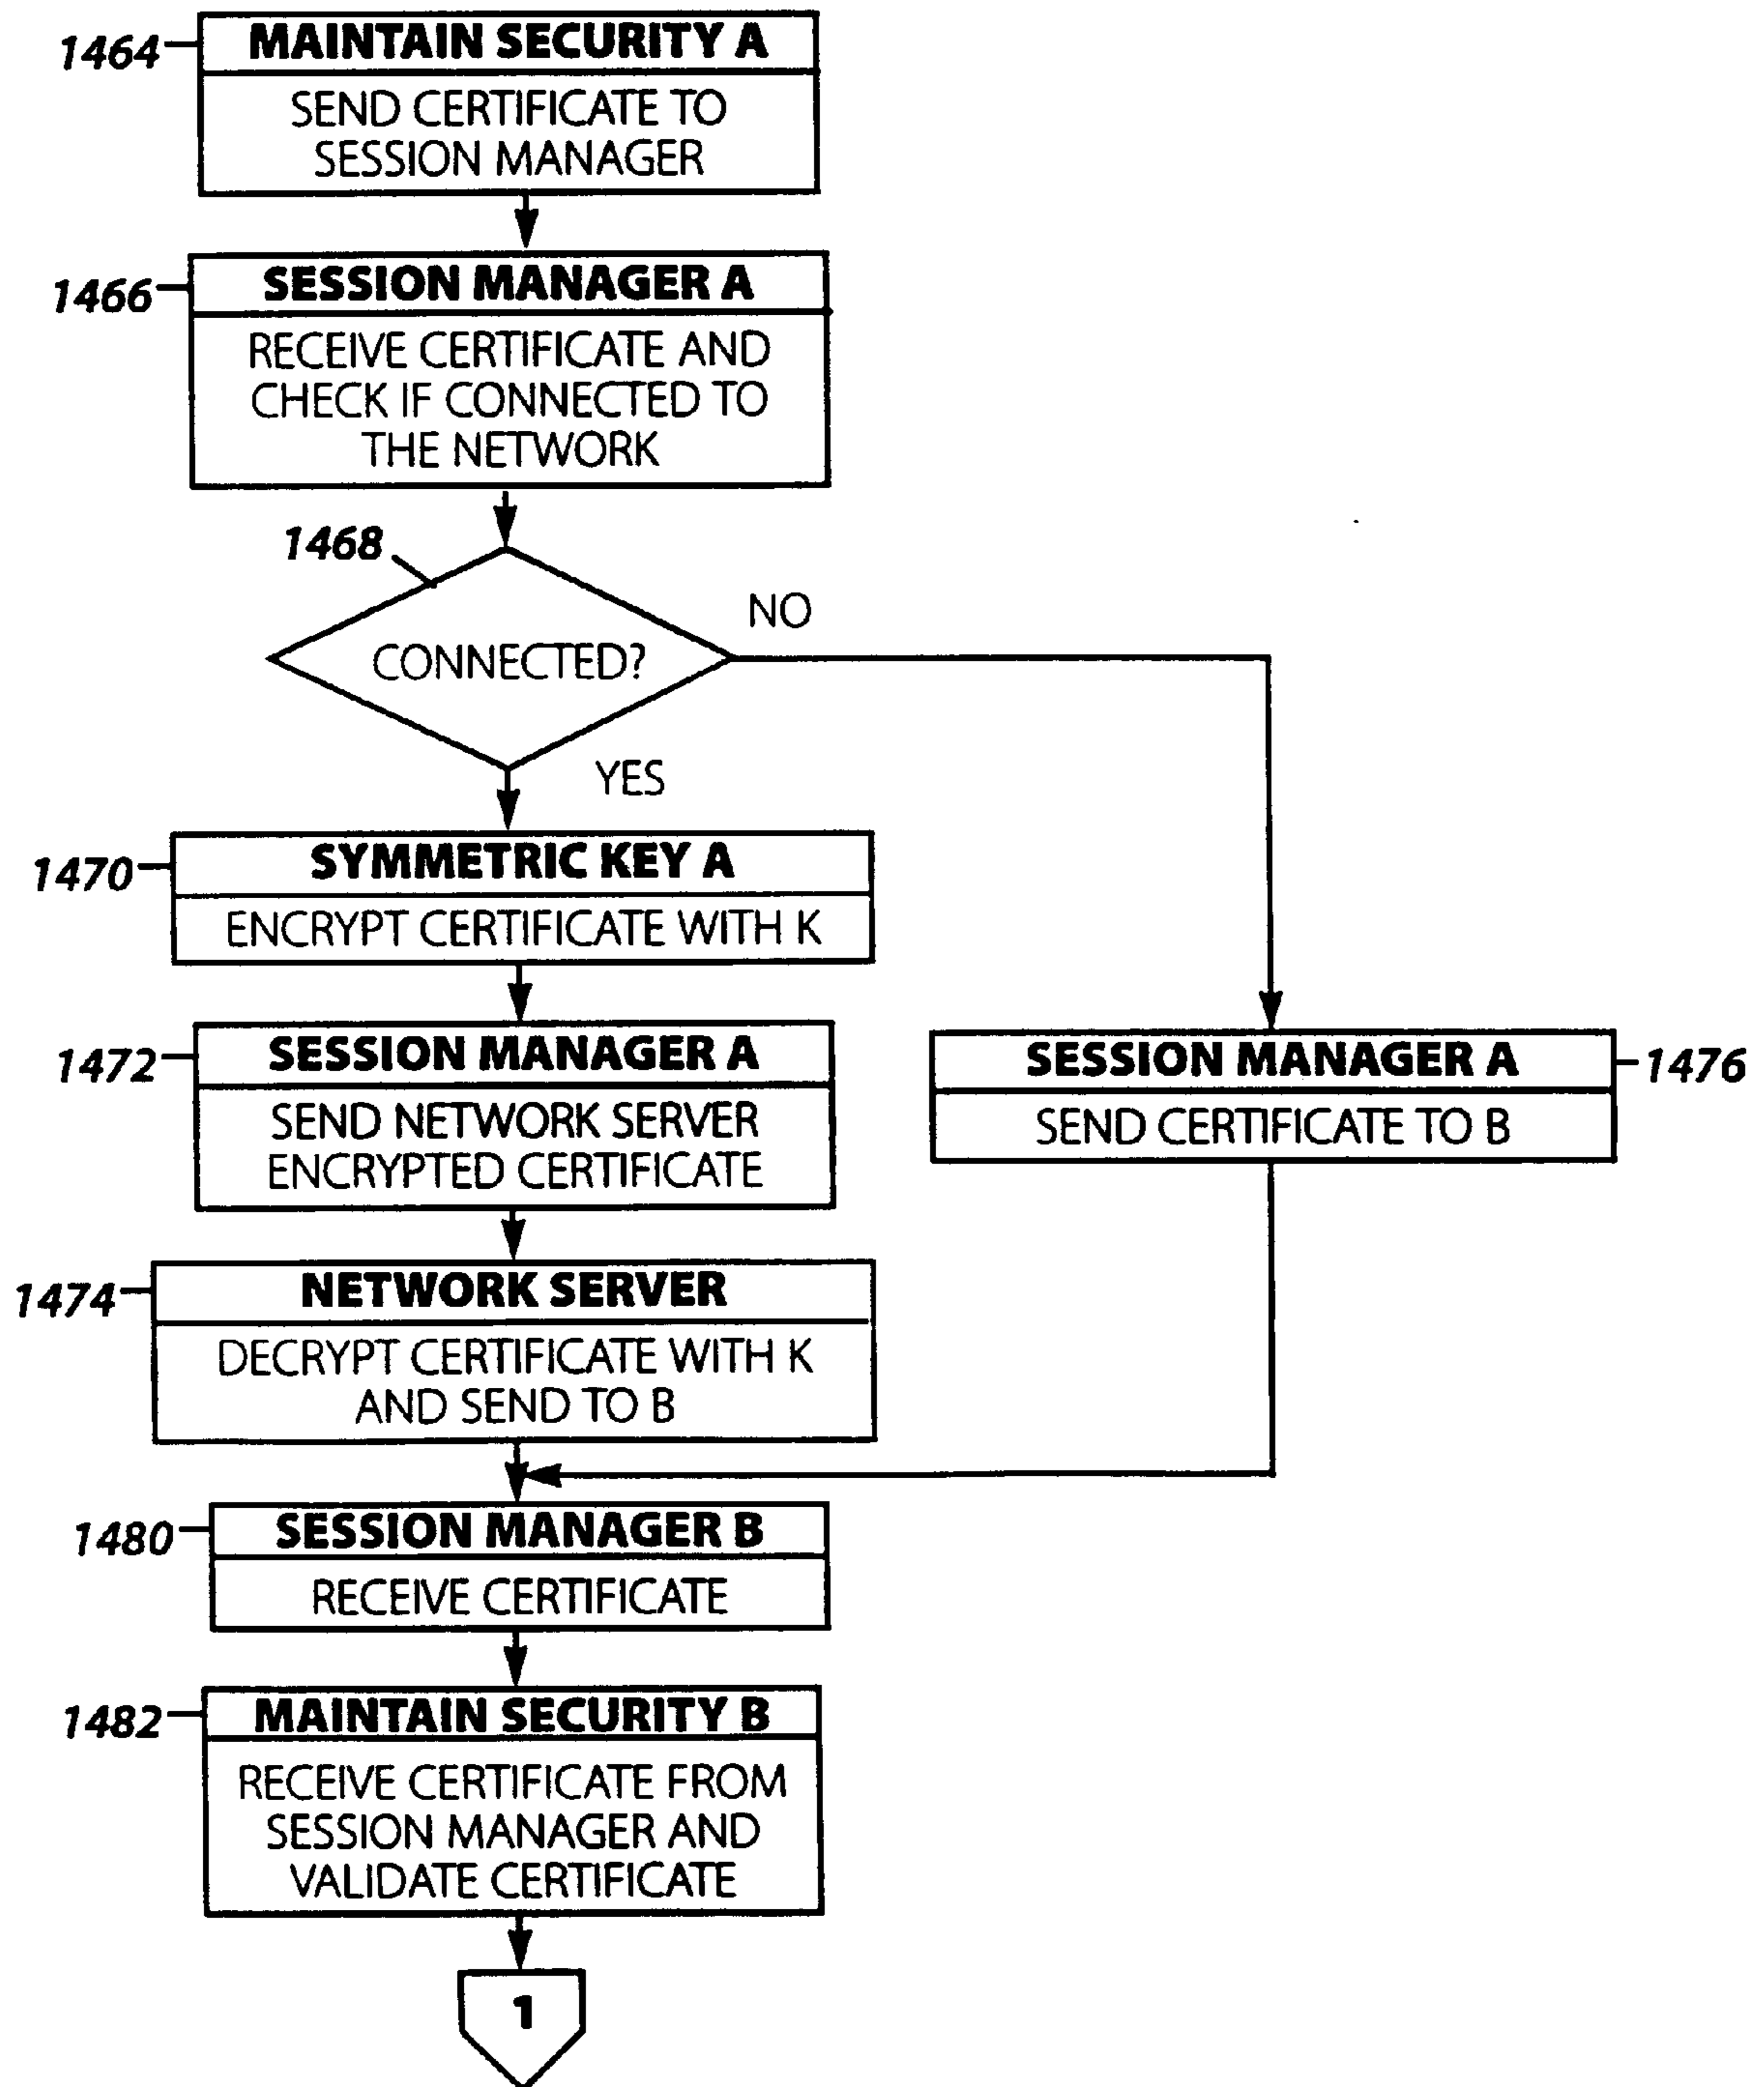 1464
MAINTAIN SECURITY A
SEND CERTIFICATE TO
SESSION MANAGER
1466
SESSION MANAGER A
RECEIVE CERTIFICATE AND
CHECK IF CONNECTED TO
THE NETWORK
1468
CONNECTED?
NO
YES
1470
SYMMETRIC KEY A
ENCRYPT CERTIFICATE WITH K
1472
SESSION MANAGER A
SEND NETWORK SERVER
ENCRYPTED CERTIFICATE
SESSION MANAGER A
1476
SEND CERTIFICATE TO B
1474
NETWORK SERVER
DECRYPT CERTIFICATE WITH K
AND SEND TO B
1480
SESSION MANAGER B
RECEIVE CERTIFICATE
1482
MAINTAIN SECURITY B
RECEIVE CERTIFICATE FROM
SESSION MANAGER AND
VALIDATE CERTIFICATE
1